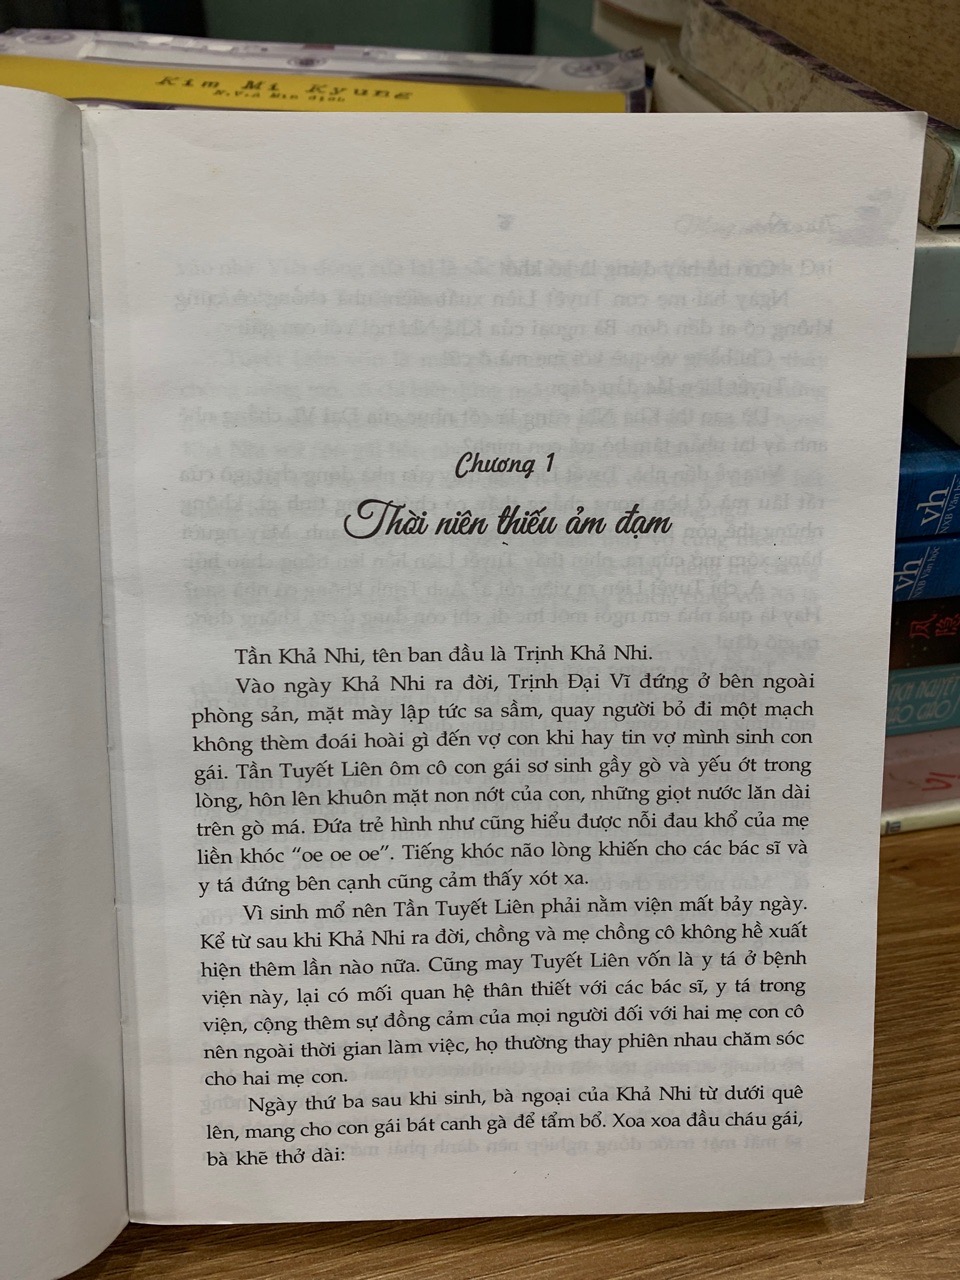 Kim Mi Kyung
Chương 1
Thời niên thiếu ảm đạm
Tần Khả Nhi, tên ban đầu là Trịnh Khả Nhi.
Vào ngày Khả Nhi ra đời, Trịnh Đại Vĩ đứng ở bên ngoài
phòng sản, mặt mày lập tức sa sầm, quay người bỏ đi một mạch
không thèm đoái hoài gì đến vợ con khi hay tin vợ mình sinh con
gái. Tần Tuyết Liên ôm cô con gái sơ sinh gầy gò và yếu ớt trong
lòng, hôn lên khuôn mặt non nớt của con, những giọt nước lăn dài
trên gò má. Đứa trẻ hình như cũng hiểu được nỗi đau khổ của mẹ
liền khóc “oe oe oe”. Tiếng khóc não lòng khiến cho các bác sĩ và
y tá đứng bên cạnh cũng cảm thấy xót xa.
Vì sinh mổ nên Tần Tuyết Liên phải nằm viện mất bảy ngày.
Kể từ sau khi Khả Nhi ra đời, chồng và mẹ chồng cô không hề xuất
hiện thêm lần nào nữa. Cũng may Tuyết Liên vốn là y tá ở bệnh
viện này, lại có mối quan hệ thân thiết với các bác sĩ, y tá trong
viện, cộng thêm sự đồng cảm của mọi người đối với hai mẹ con cô
nên ngoài thời gian làm việc, họ thường thay phiên nhau chăm sóc
cho hai mẹ con.
Ngày thứ ba sau khi sinh, bà ngoại của Khả Nhi từ dưới quê
lên, mang cho con gái bát canh gà để tẩm bổ. Xoa xoa đầu cháu gái,
bà khẽ thở dài:
vh
NXB Văn học
vh
NXB Văn học